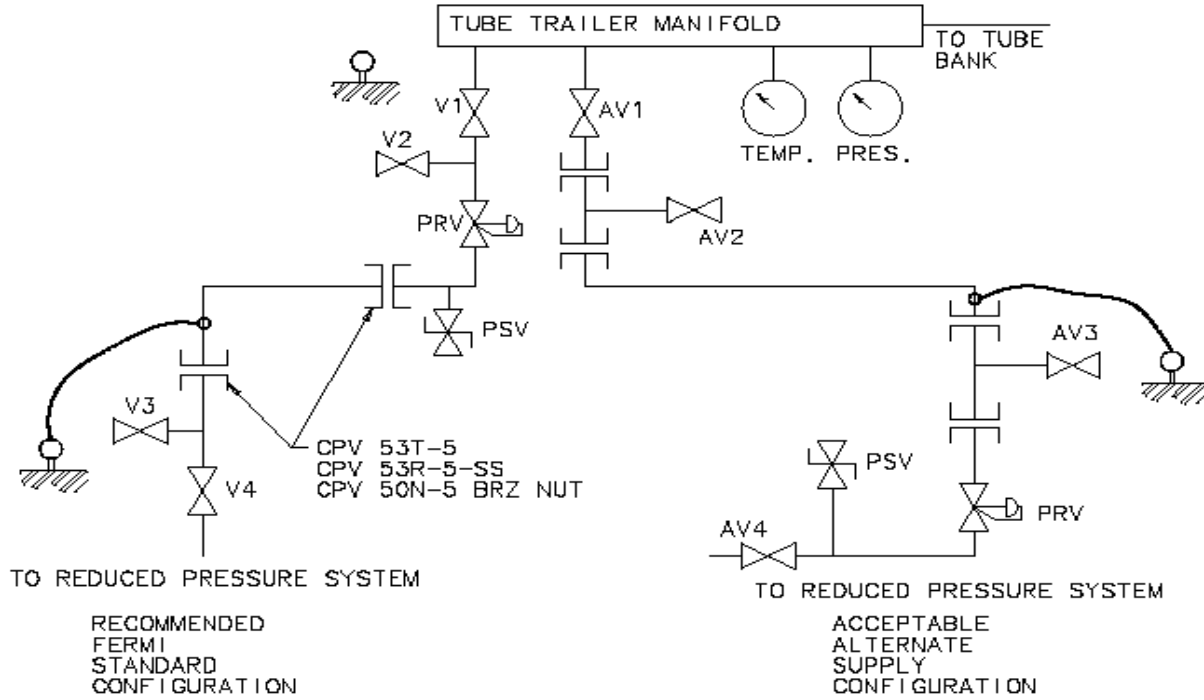 TUBE TRAILER MANIFOLD
TO TUBE
BANK
V1
AV1
V2
TEMP.
PRES.
PRV
AV2
PSV
AV3
V3
CPV 53T-5
CPV 53R-5-SS
CPV 50N-5 BRZ NUT
V4
PSV
PRV
AV4
TO REDUCED PRESSURE SYSTEM
RECOMMENDED
FERMI
STANDARD
CONFIGURATION
TO REDUCED PRESSURE SYSTEM
ACCEPTABLE
ALTERNATE
SUPPLY
CONFIGURATION